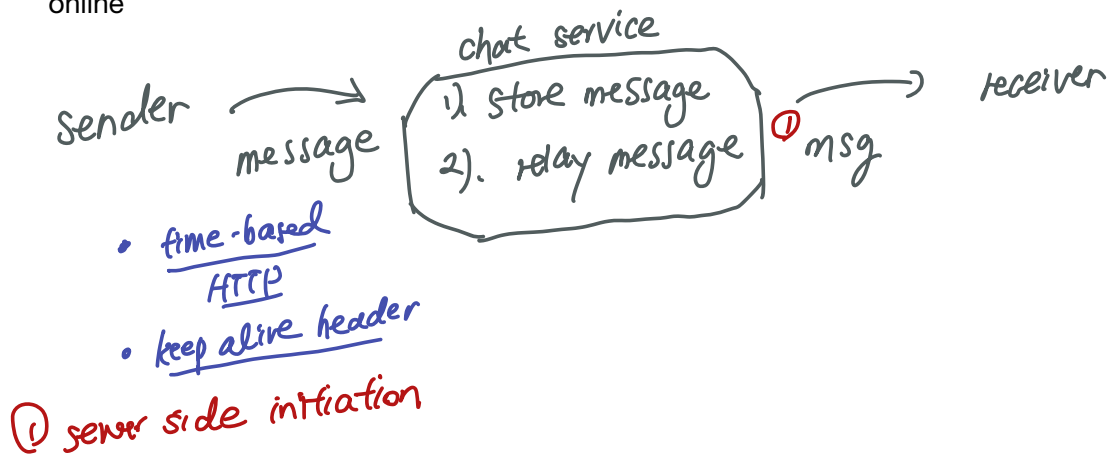 online
chat service
sender
message
1) store message
2). relay message
① msg
receiver
• time-based
HTTP
• keep alive header
① server side initiation